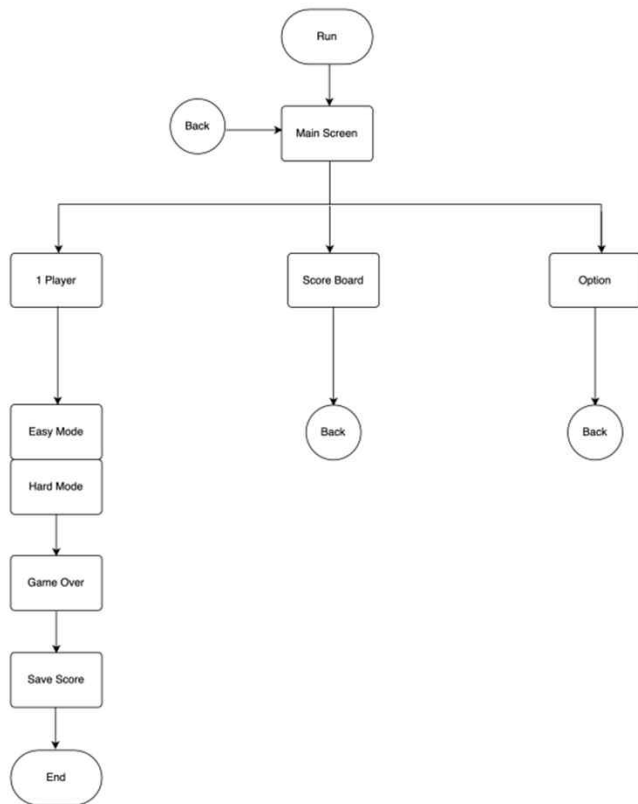 Run
Back
Main Screen
1 Player
Score Board
Option
Easy Mode
Back
Back
Hard Mode
Game Over
Save Score
End